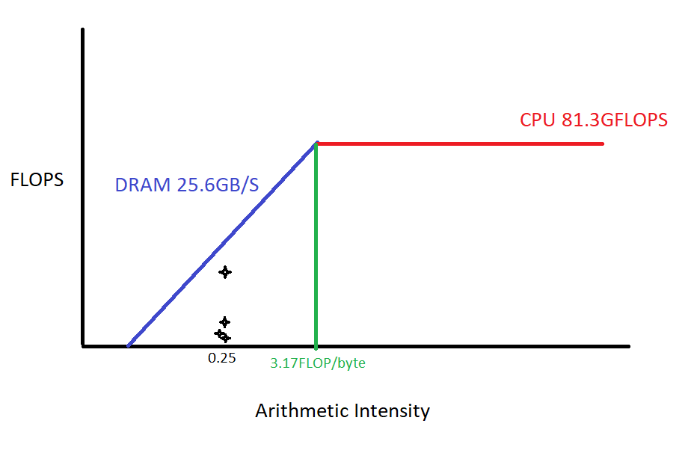 CPU 81.3GFLOPS
FLOPS
DRAM 25.6GB/S
0.25
3.17FLOP/byte
Arithmetic Intensity